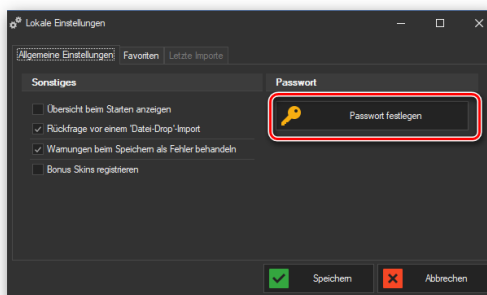 Lokale Einstellungen
Allgemeine Einstellungen Favoriten Letzte Importe
Sonstiges
Übersicht beim Starten anzeigen
Rückfrage vor einem 'Datei-Drop'-Import
Warnungen beim Speichern als Fehler behandeln
Bonus Skins registrieren
Passwort
Passwort festlegen
Speichern Abbrechen